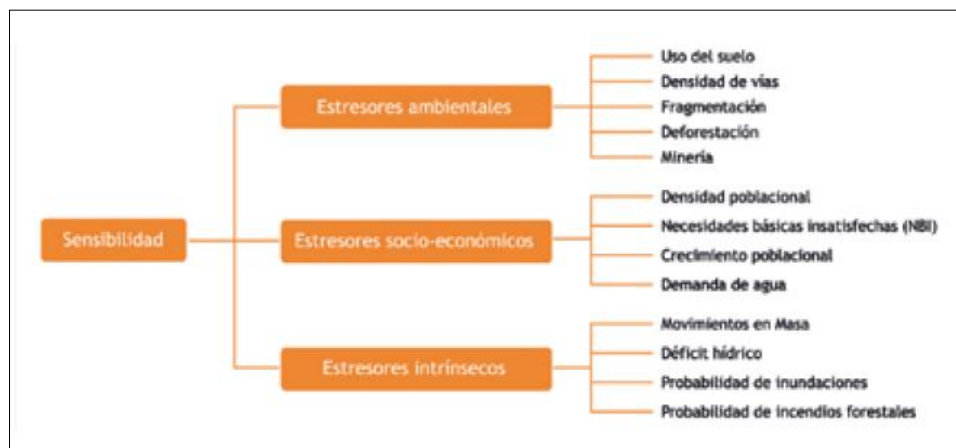 Sensibilidad
Estresores ambientales
Uso del suelo
Densidad de vías
Fragmentación
Deforestación
Minería
Estresores socio-económicos
Densidad poblacional
Necesidades básicas insatisfechas (NBI)
Crecimiento poblacional
Demanda de agua
Estresores intrínsecos
Movimientos en Masa
Déficit hídrico
Probabilidad de inundaciones
Probabilidad de incendios forestales